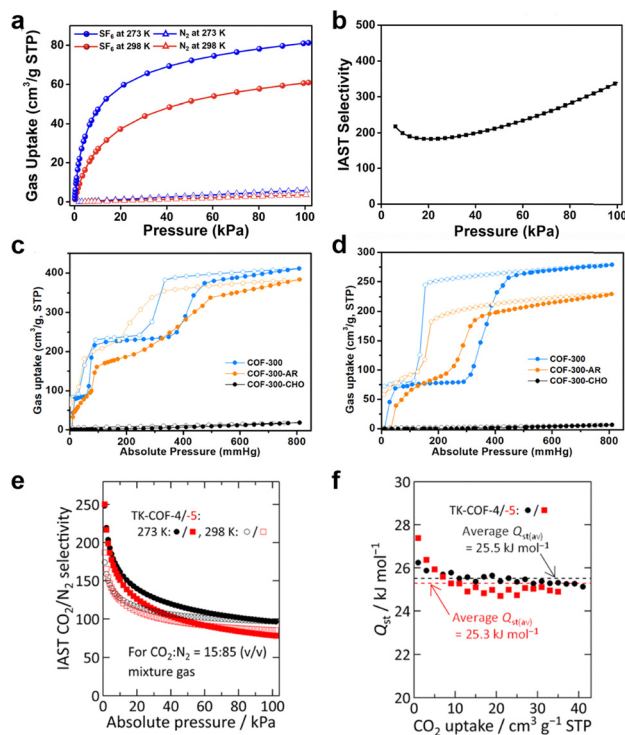 a
SF6 at 273 K N2 at 273 K
SF6 at 298 K N2 at 298 K
Gas Uptake (cm³/g STP)
80
60
40
20
0
0 20 40 60 80 100
Pressure (kPa)
b
IAST Selectivity
500
400
300
200
100
0
0 20 40 60 80 100
Pressure (kPa)
c
Gas uptake (cm³/g, STP)
400
300
200
100
0
COF-300
COF-300-AR
COF-300-CHO
0 200 400 600 800
Absolute Pressure (mmHg)
d
Gas uptake (cm³/g, STP)
300
250
200
150
100
50
0
COF-300
COF-300-AR
COF-300-CHO
0 200 400 600 800
Absolute Pressure (mmHg)
e
IAST CO2/N2 selectivity
250
200
150
100
50
0
TK-COF-4/-5:
273 K: / , 298 K: /
For CO2:N2 = 15:85 (v/v)
mixture gas
0 20 40 60 80 100
Absolute pressure / kPa
f
Qst / kJ mol⁻¹
30
28
26
24
22
20
TK-COF-4/-5: /
Average Qst(av)
= 25.5 kJ mol⁻¹
Average Qst(av)
= 25.3 kJ mol⁻¹
0 10 20 30 40
CO2 uptake / cm³ g⁻¹ STP